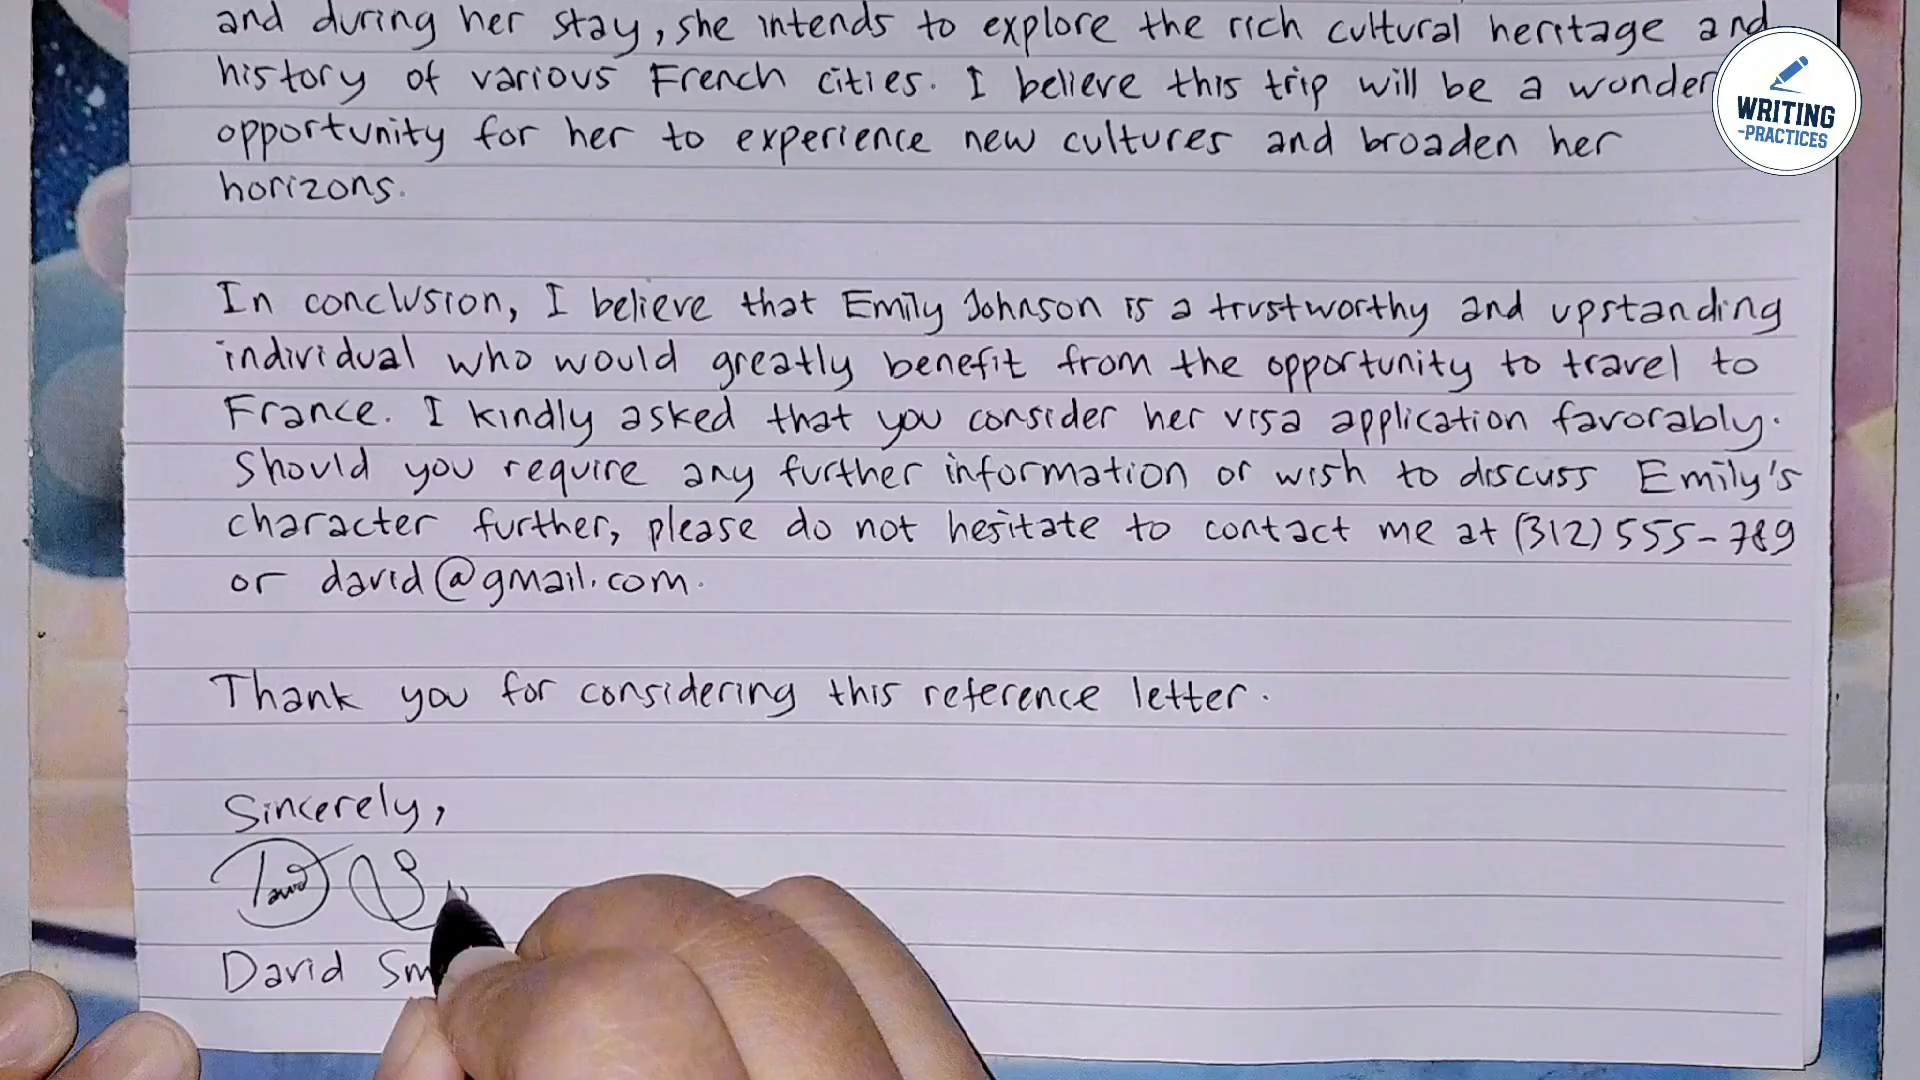 and during her stay, she intends to explore the rich cultural heritage and
history of various French cities. I believe this trip will be a wonder
opportunity for her to experience new cultures and broaden her
horizons.
In conclusion, I believe that Emily Johnson is a trustworthy and upstanding
individual who would greatly benefit from the opportunity to travel to
France. I kindly asked that you consider her visa application favorably.
Should you require any further information or wish to discuss Emily's
character further, please do not hesitate to contact me at (312) 555-789
or david@gmail.com.
Thank you for considering this reference letter.
Sincerely,
David
David Sm
WRITING
-PRACTICES